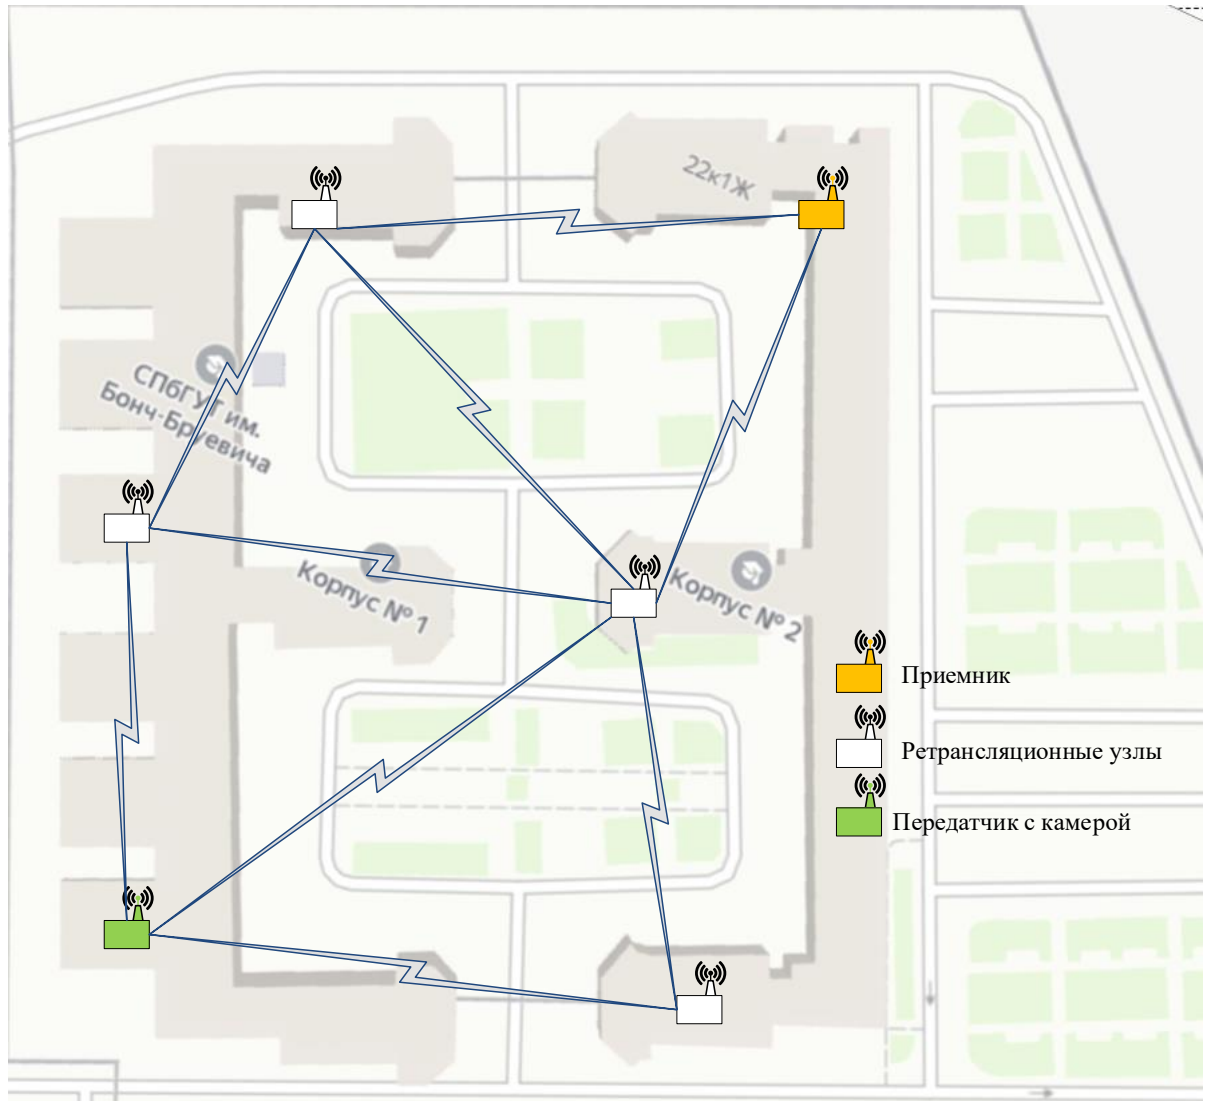 22к1Ж
СПбГУТ им.
Бонч-Бруевича
Корпус № 1
Корпус № 2
Приемник
Ретрансляционные узлы
Передатчик с камерой